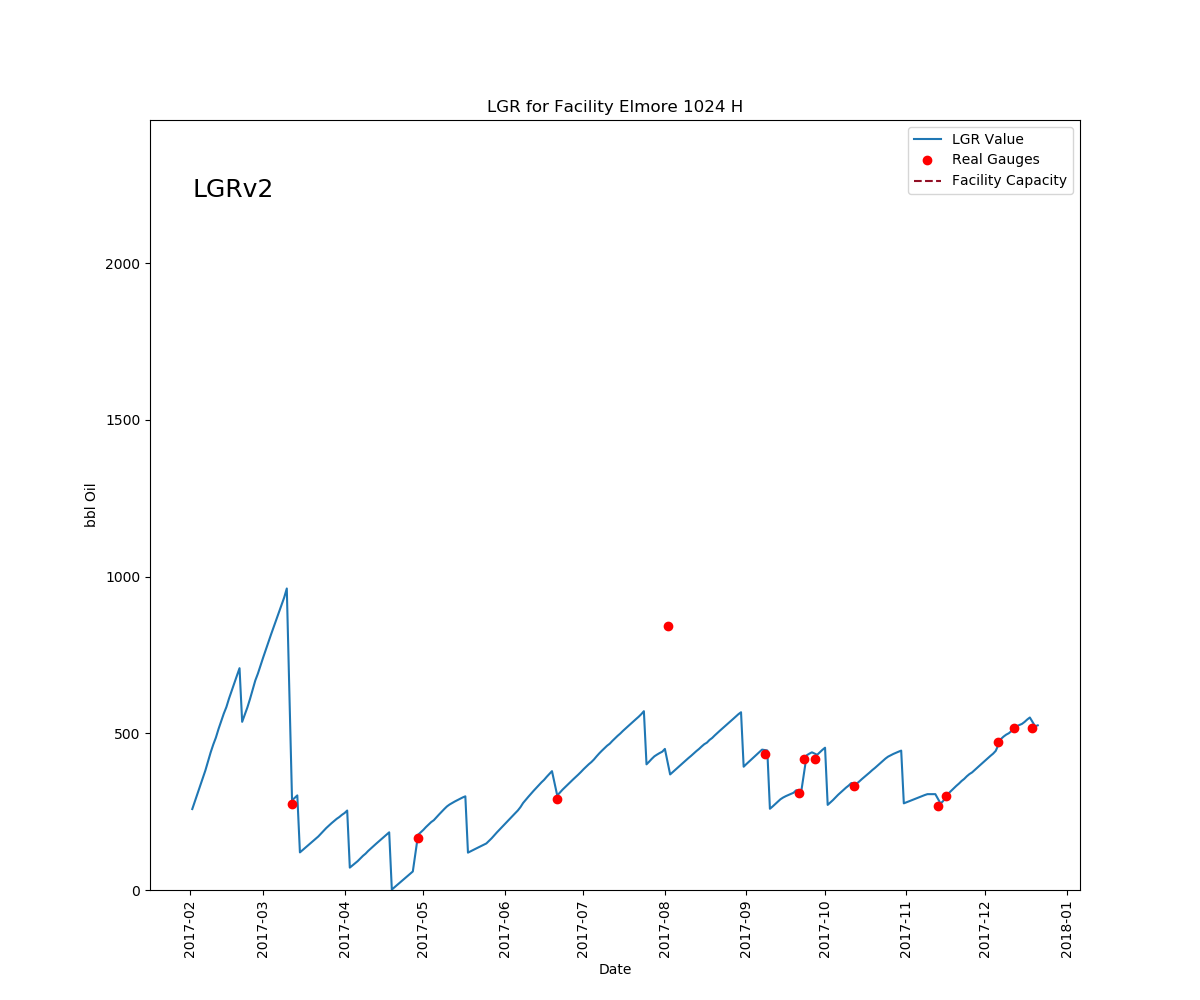 LGR for Facility Elmore 1024 H
LGRv2
LGR Value
Real Gauges
Facility Capacity
2000
1500
1000
500
0
bbl Oil
2017-02
2017-03
2017-04
2017-05
2017-06
2017-07
2017-08
2017-09
2017-10
2017-11
2017-12
2018-01
Date